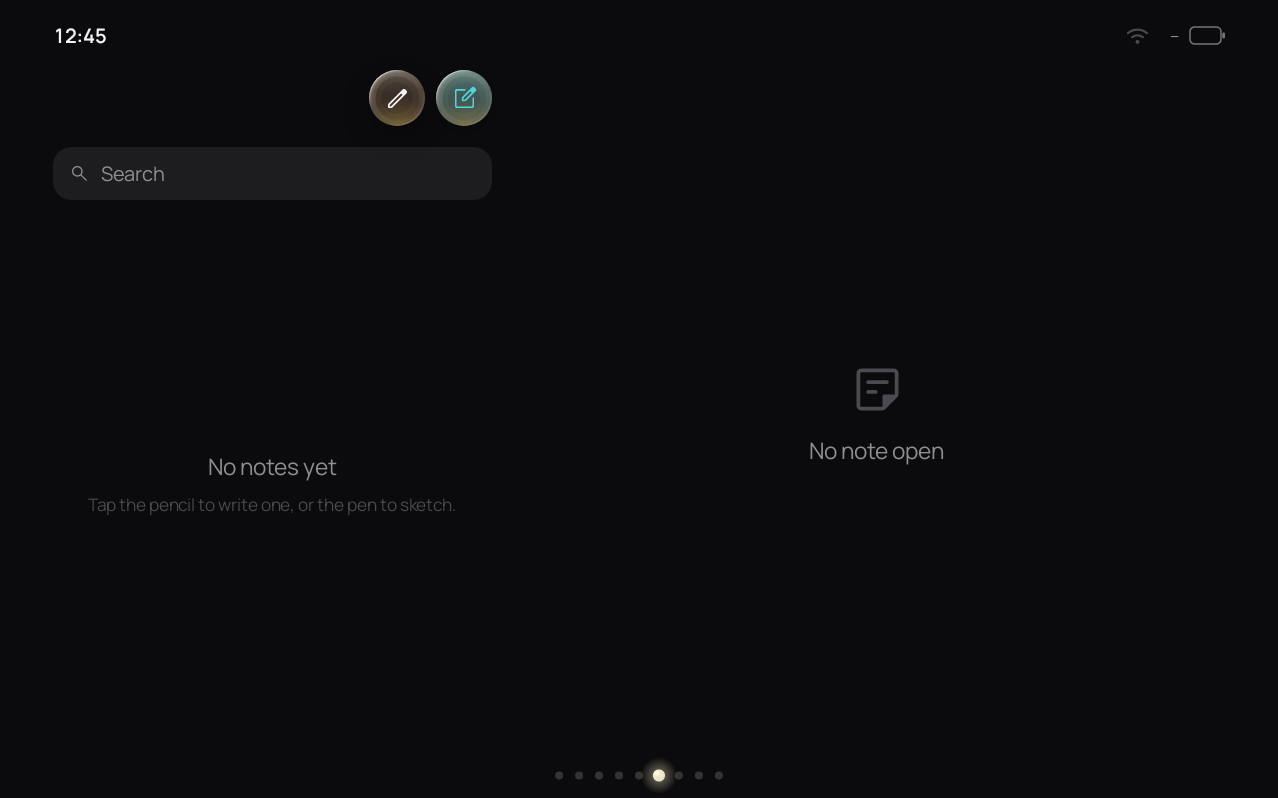 12:45
–
Search
No note open
No notes yet
Tap the pencil to write one, or the pen to sketch.